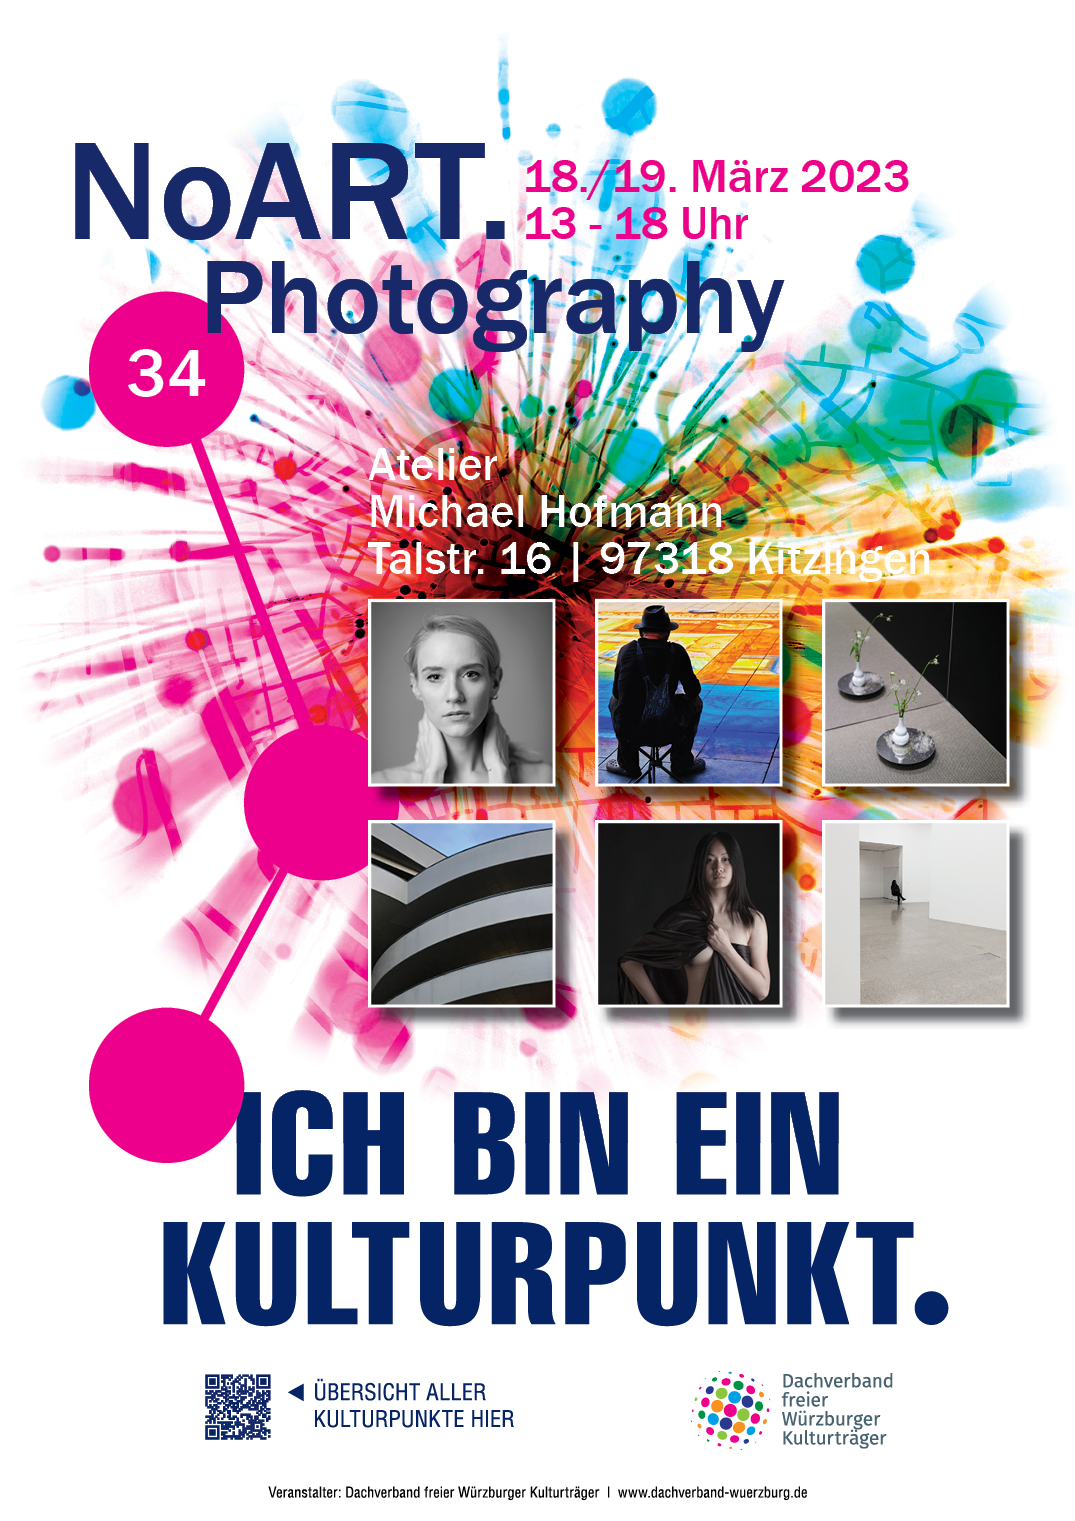 NoART.
18./19. März 2023
13 - 18 Uhr
Photography
34
Atelier
Michael Hofmann
Talstr. 16 | 97318 Kitzingen
ICH BIN EIN
KULTURPUNKT.
ÜBERSICHT ALLER
KULTURPUNKTE HIER
Dachverband
freier
Würzburger
Kulturträger
Veranstalter: Dachverband freier Würzburger Kulturträger | www.dachverband-wuerzburg.de